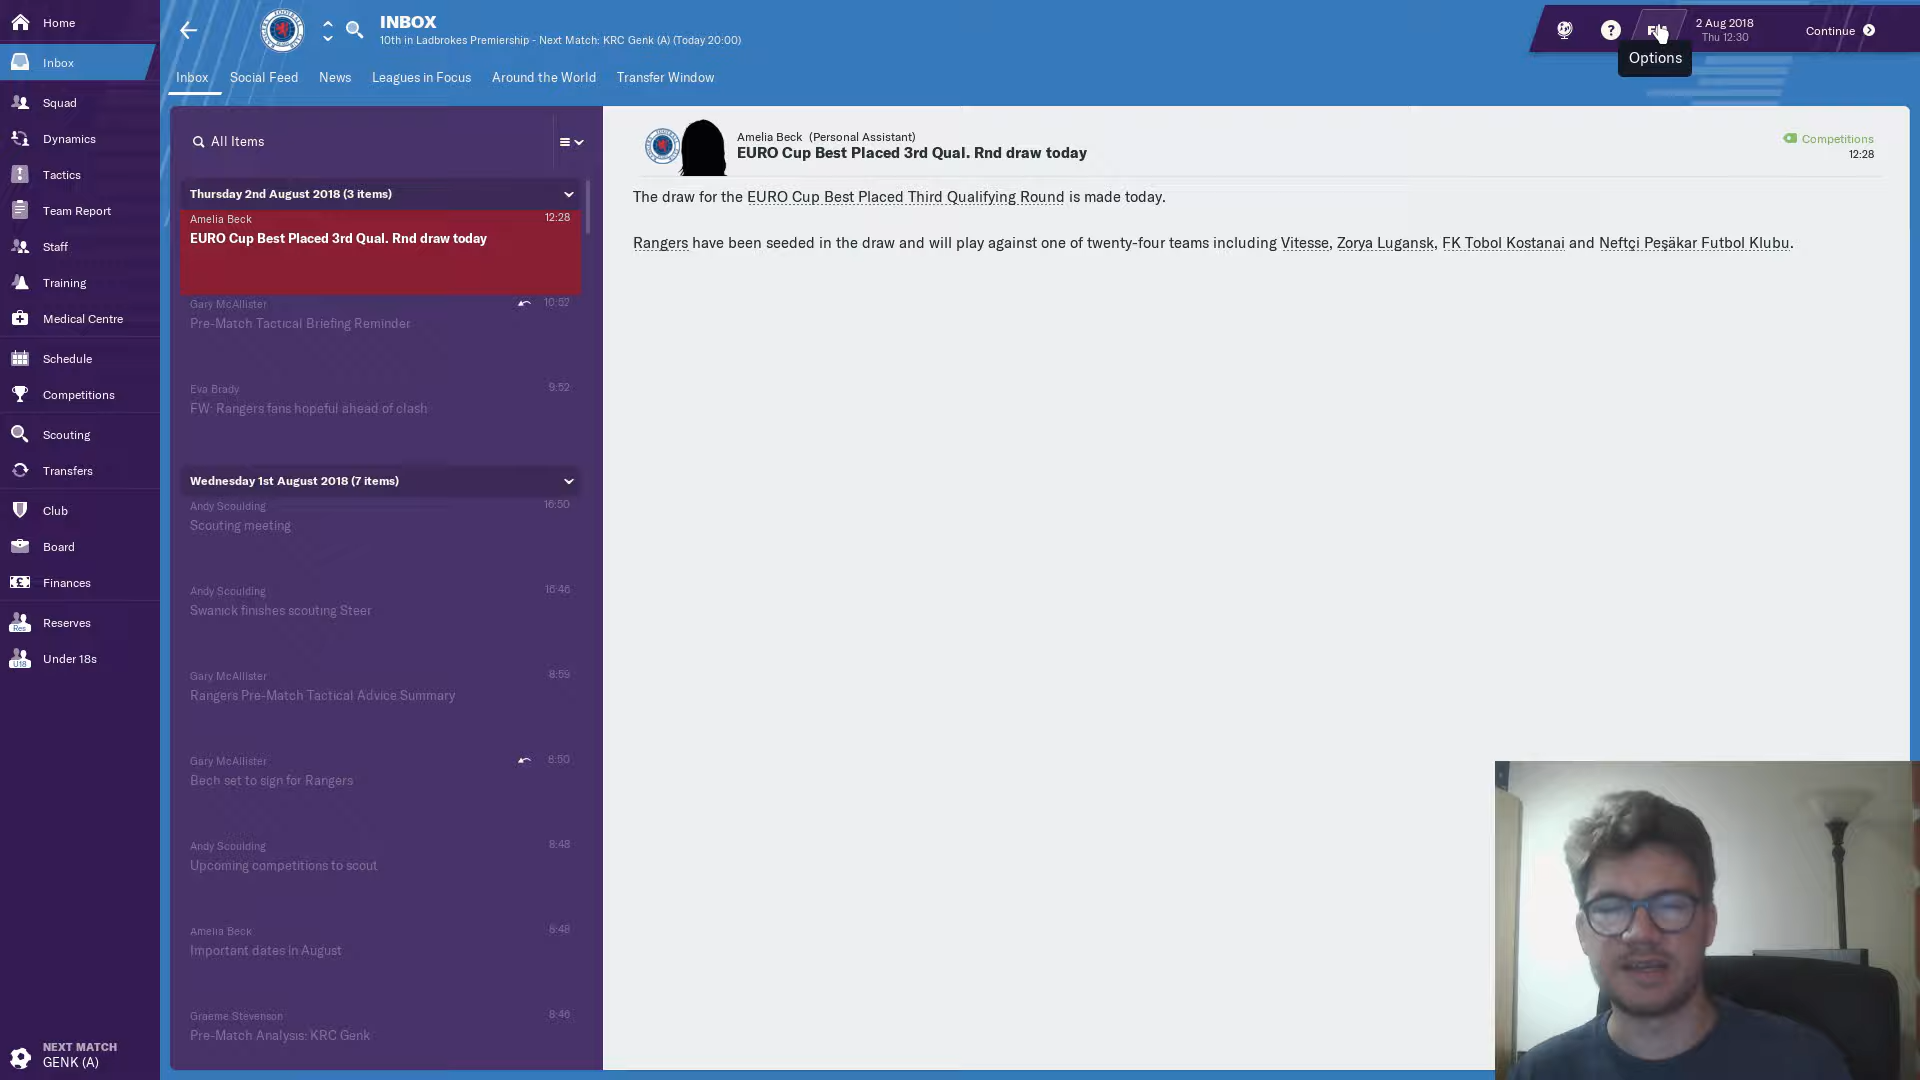 Home
Inbox
Squad
Dynamics
Tactics
Team Report
Staff
Training
Medical Centre
Schedule
Competitions
Scouting
Transfers
Club
Board
Finances
Res
Reserves
U18
Under 18s
NEXT MATCH
GENK (A)
INBOX
10th in Ladbrokes Premiership - Next Match: KRC Genk (A) (Today 20:00)
2 Aug 2018
Thu 12:30
Continue
Options
Inbox Social Feed News Leagues in Focus Around the World Transfer Window
All Items
Thursday 2nd August 2018 (3 items)
Amelia Beck 12:28
EURO Cup Best Placed 3rd Qual. Rnd draw today
Gary McAllister 10:52
Pre-Match Tactical Briefing Reminder
Eva Brady 9:52
FW: Rangers fans hopeful ahead of clash
Wednesday 1st August 2018 (7 items)
Andy Scoulding 16:50
Scouting meeting
Andy Scoulding 16:46
Swanick finishes scouting Steer
Gary McAllister 8:59
Rangers Pre-Match Tactical Advice Summary
Gary McAllister 8:50
Bech set to sign for Rangers
Andy Scoulding 8:48
Upcoming competitions to scout
Amelia Beck 8:48
Important dates in August
Graeme Stevenson 8:46
Pre-Match Analysis: KRC Genk
Amelia Beck (Personal Assistant)
EURO Cup Best Placed 3rd Qual. Rnd draw today
Competitions
12:28
The draw for the EURO Cup Best Placed Third Qualifying Round is made today.
Rangers have been seeded in the draw and will play against one of twenty-four teams including Vitesse, Zorya Lugansk, FK Tobol Kostanai and Neftçi Peşäkar Futbol Klubu.